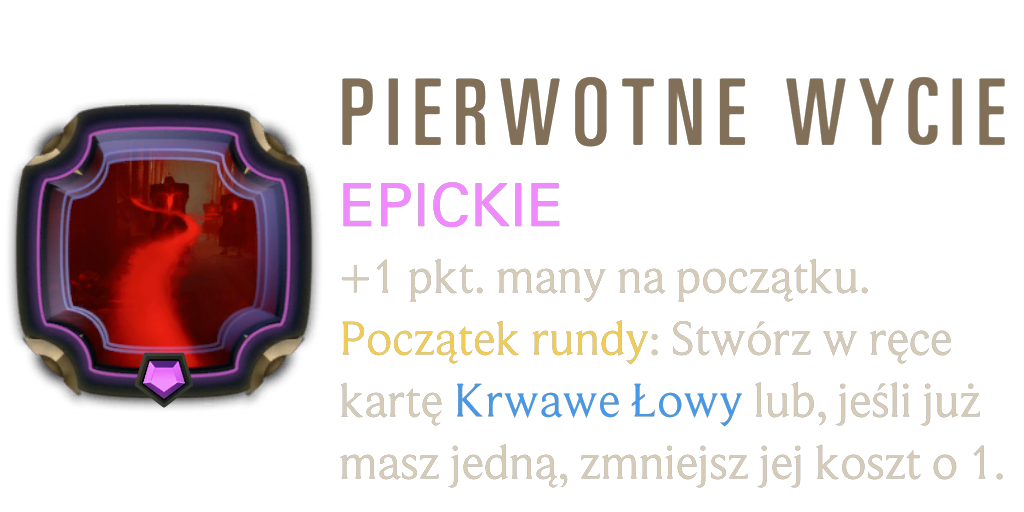 PIERWOTNE WYCIE
EPICKIE
+1 pkt. many na początku.
Początek rundy: Stwórz w ręce
kartę Krwawe Łowy lub, jeśli już
masz jedną, zmniejsz jej koszt o 1.